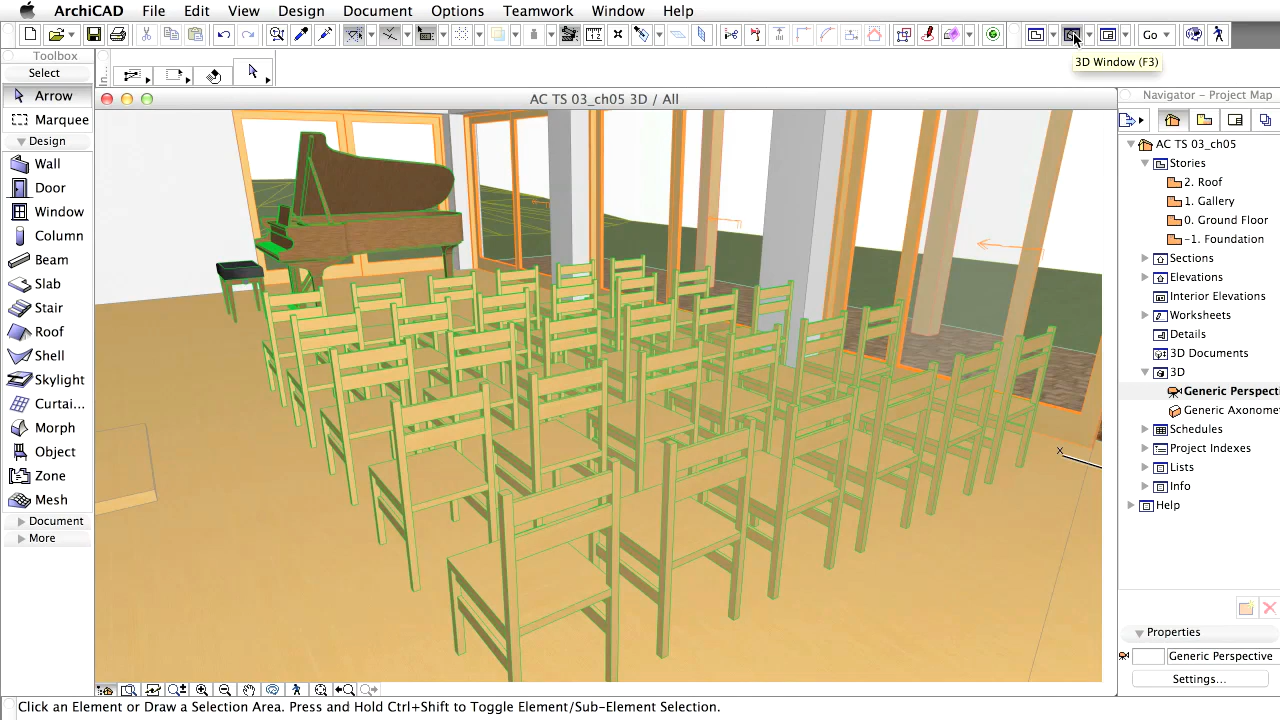 ArchiCAD File Edit View Design Document Options Teamwork Window Help
Go
3D Window (F3)
Toolbox
Select
Arrow
Marquee
Design
Wall
Door
Window
Column
Beam
Slab
Stair
Roof
Shell
Skylight
Curtai...
Morph
Object
Zone
Mesh
Document
More
AC TS 03_ch05 3D / All
x
Navigator - Project Map
AC TS 03_ch05
Stories
2. Roof
1. Gallery
0. Ground Floor
-1. Foundation
Sections
Elevations
Interior Elevations
Worksheets
Details
3D Documents
3D
Generic Perspecti
Generic Axonome
Schedules
Project Indexes
Lists
Info
Help
Properties
Generic Perspective
Settings...
Click an Element or Draw a Selection Area. Press and Hold Ctrl+Shift to Toggle Element/Sub-Element Selection.